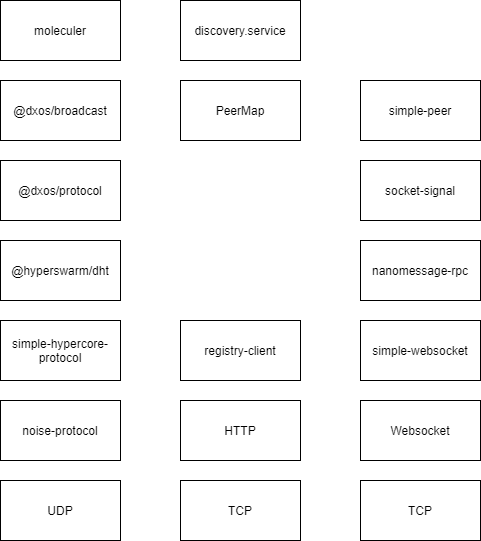 moleculer
discovery.service
@dxos/broadcast
PeerMap
simple-peer
@dxos/protocol
socket-signal
@hyperswarm/dht
nanomessage-rpc
simple-hypercore-
protocol
registry-client
simple-websocket
noise-protocol
HTTP
Websocket
UDP
TCP
TCP